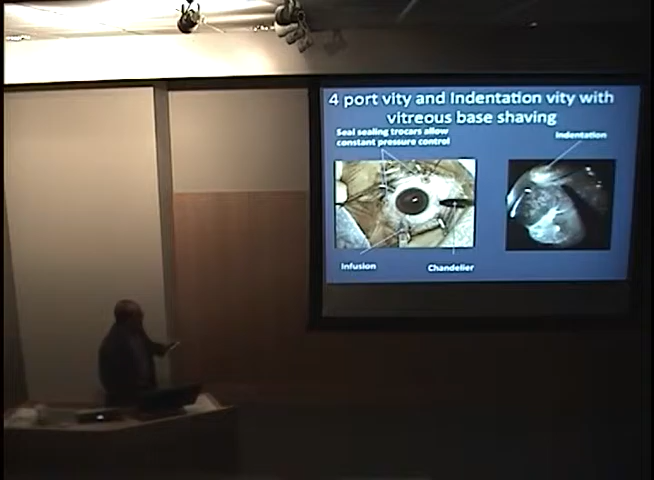 4 port vity and Indentation vity with
vitreous base shaving
Seal sealing trocars allow
constant pressure control
Indentation
Infusion
Chandelier